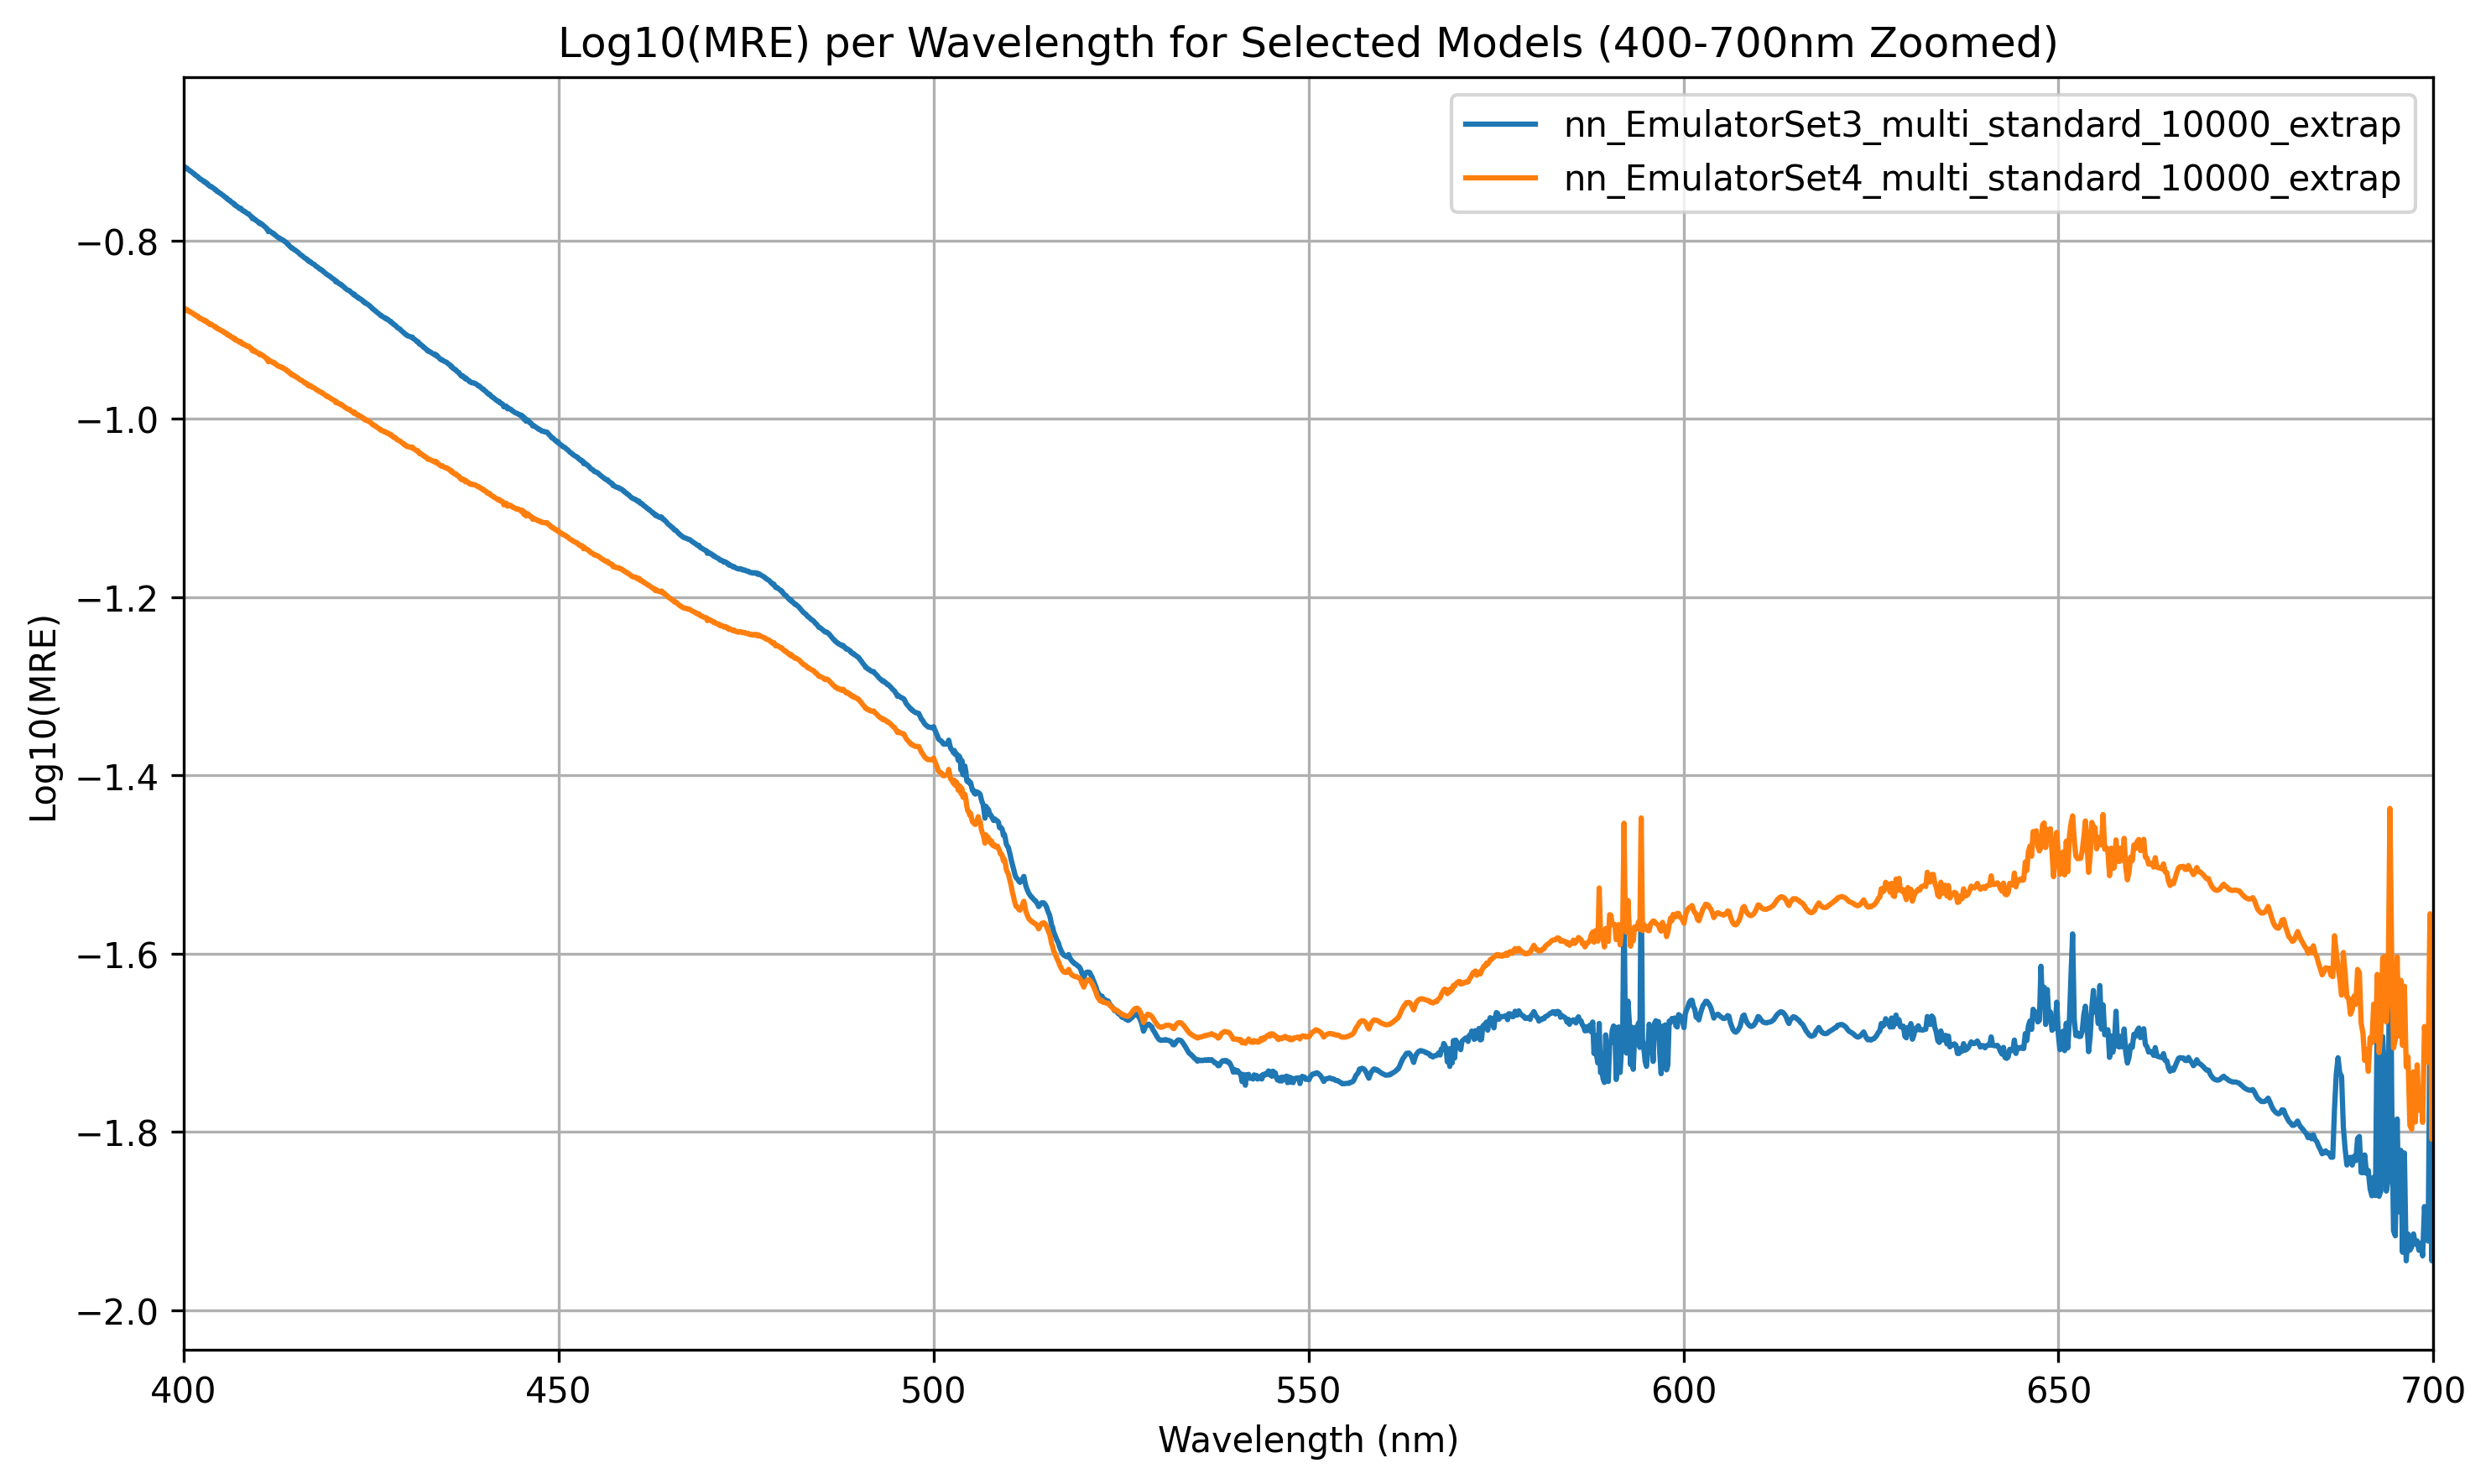 Log10(MRE) per Wavelength for Selected Models (400-700nm Zoomed)
nn_EmulatorSet3_multi_standard_10000_extrap
nn_EmulatorSet4_multi_standard_10000_extrap
Log10(MRE)
−0.8
−1.0
−1.2
−1.4
−1.6
−1.8
−2.0
400 450 500 550 600 650 700
Wavelength (nm)